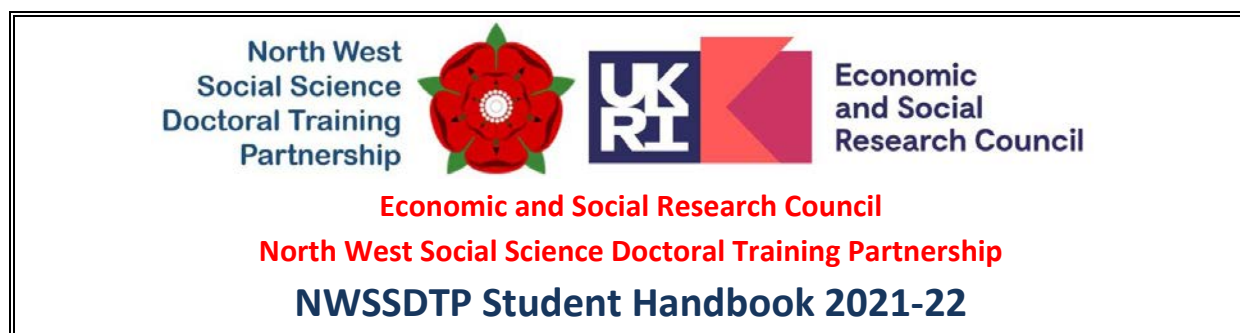 North West
Social Science
Doctoral Training
Partnership
UK
RI
Economic
and Social
Research Council
Economic and Social Research Council
North West Social Science Doctoral Training Partnership
NWSSDTP Student Handbook 2021-22